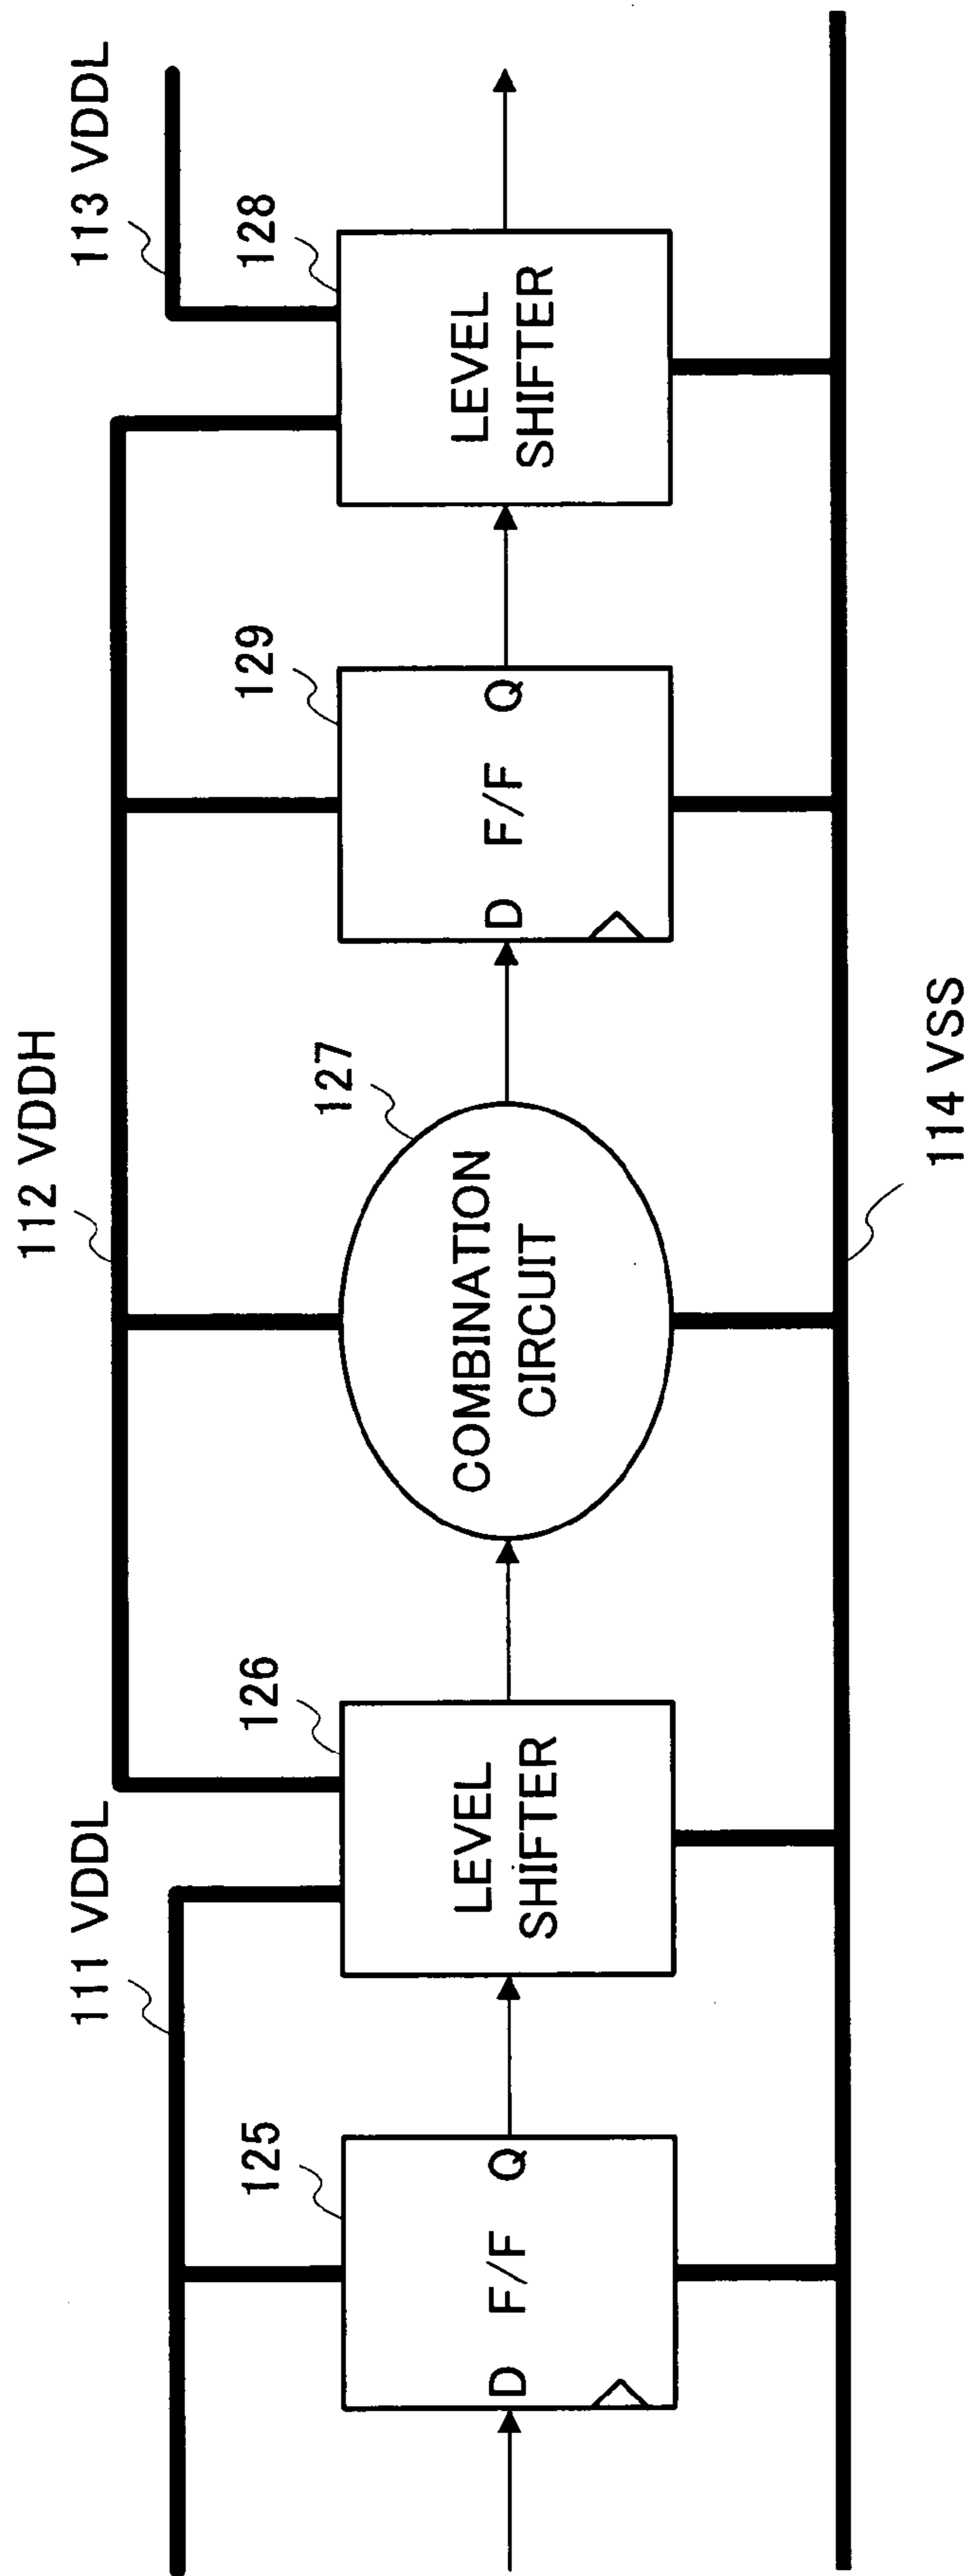 111 VDDL
112 VDDH
113 VDDL
125
D F/F Q
126
LEVEL
SHIFTER
127
COMBINATION
CIRCUIT
129
D F/F Q
128
LEVEL
SHIFTER
114 VSS